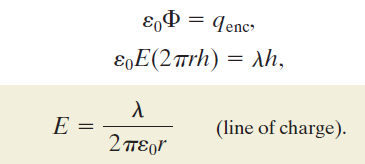 ε₀Φ = q_enc,
ε₀E(2πrh) = λh,
E = λ / 2πε₀r (line of charge).